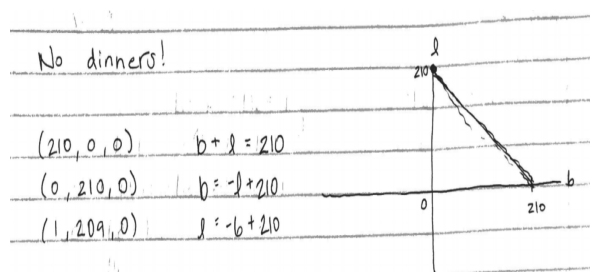 No dinners!
(210, 0, 0) b + l = 210
(0, 210, 0) b = -l + 210
(1, 209, 0) l = -b + 210
l
210
b
0
210